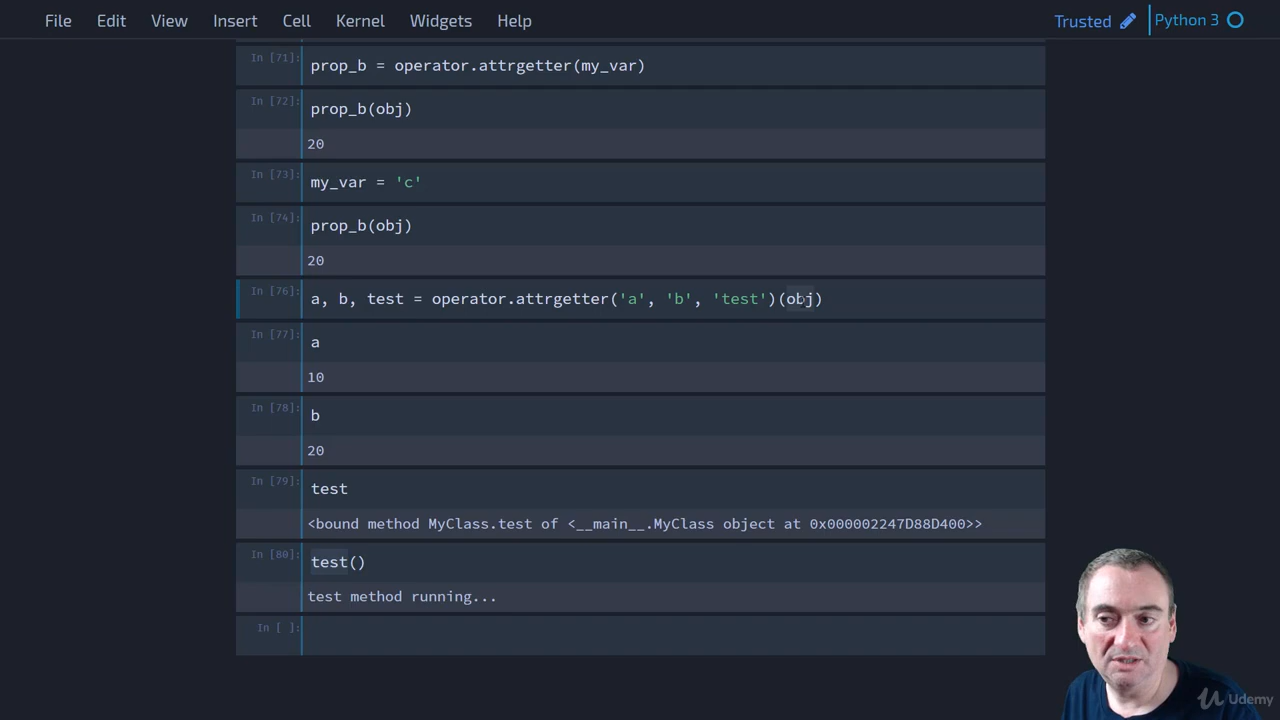 File Edit View Insert Cell Kernel Widgets Help Trusted Python 3
In [71]: prop_b = operator.attrgetter(my_var)
In [72]: prop_b(obj)
20
In [73]: my_var = 'c'
In [74]: prop_b(obj)
20
In [76]: a, b, test = operator.attrgetter('a', 'b', 'test')(obj)
In [77]: a
10
In [78]: b
20
In [79]: test
<bound method MyClass.test of <__main__.MyClass object at 0x000002247D88D400>>
In [80]: test()
test method running...
In [ ]:
Udemy